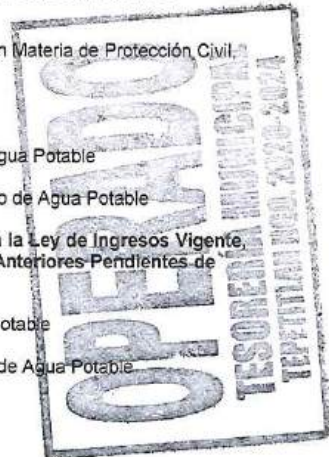 n Materia de Protección Civil,
gua Potable
o de Agua Potable
a la Ley de Ingresos Vigente,
Anteriores Pendientes de
otable
de Agua Potable
OPERADO
TESORERIA MUNICIPAL
TEPETITLAN HGO. 2020-2024